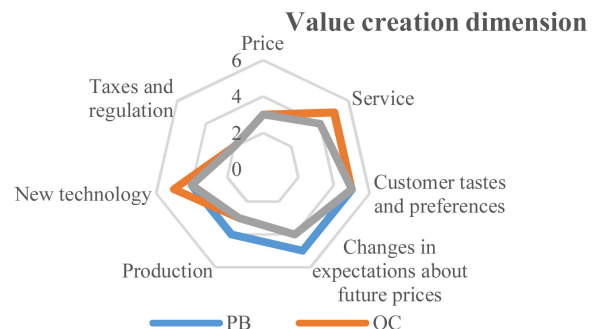 Value creation dimension
Price
6
4
2
0
Service
Customer tastes
and preferences
Changes in
expectations about
future prices
Production
New technology
Taxes and
regulation
PB
OC